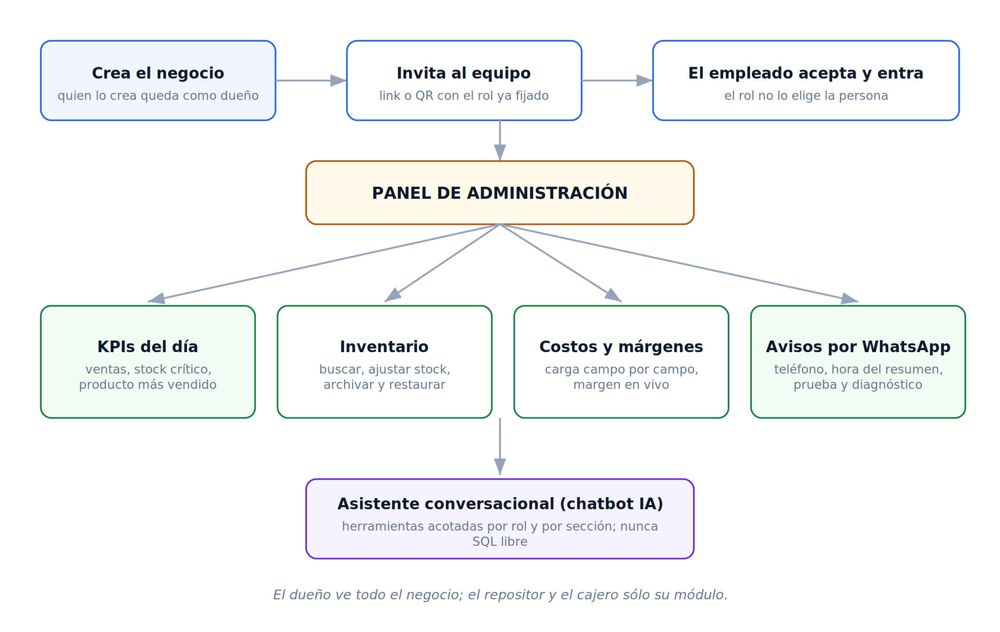 Crea el negocio
quien lo crea queda como dueño
Invita al equipo
link o QR con el rol ya fijado
El empleado acepta y entra
el rol no lo elige la persona
PANEL DE ADMINISTRACIÓN
KPIs del día
ventas, stock crítico,
producto más vendido
Inventario
buscar, ajustar stock,
archivar y restaurar
Costos y márgenes
carga campo por campo,
margen en vivo
Avisos por WhatsApp
teléfono, hora del resumen,
prueba y diagnóstico
Asistente conversacional (chatbot IA)
herramientas acotadas por rol y por sección; nunca
SQL libre
El dueño ve todo el negocio; el repositor y el cajero sólo su módulo.